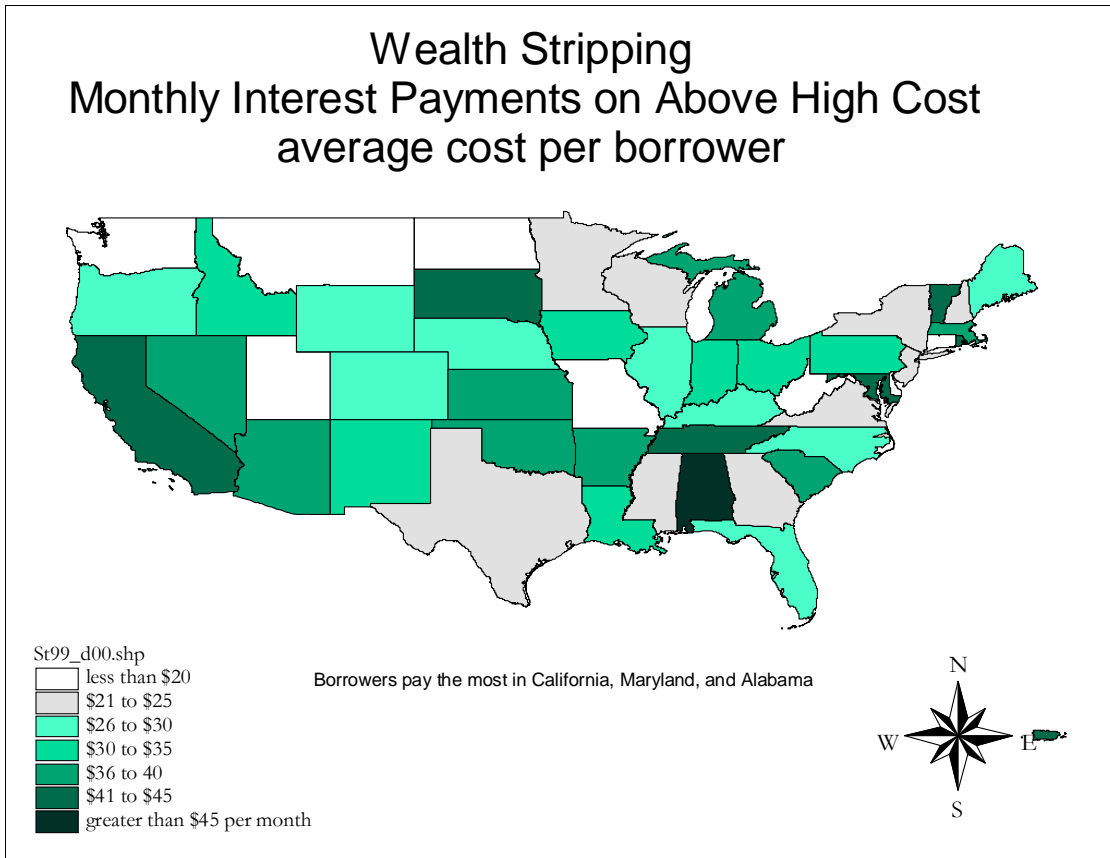 Wealth Stripping
Monthly Interest Payments on Above High Cost
average cost per borrower
St99_d00.shp
less than $20
$21 to $25
$26 to $30
$30 to $35
$36 to 40
$41 to $45
greater than $45 per month
Borrowers pay the most in California, Maryland, and Alabama
N
W
E
S